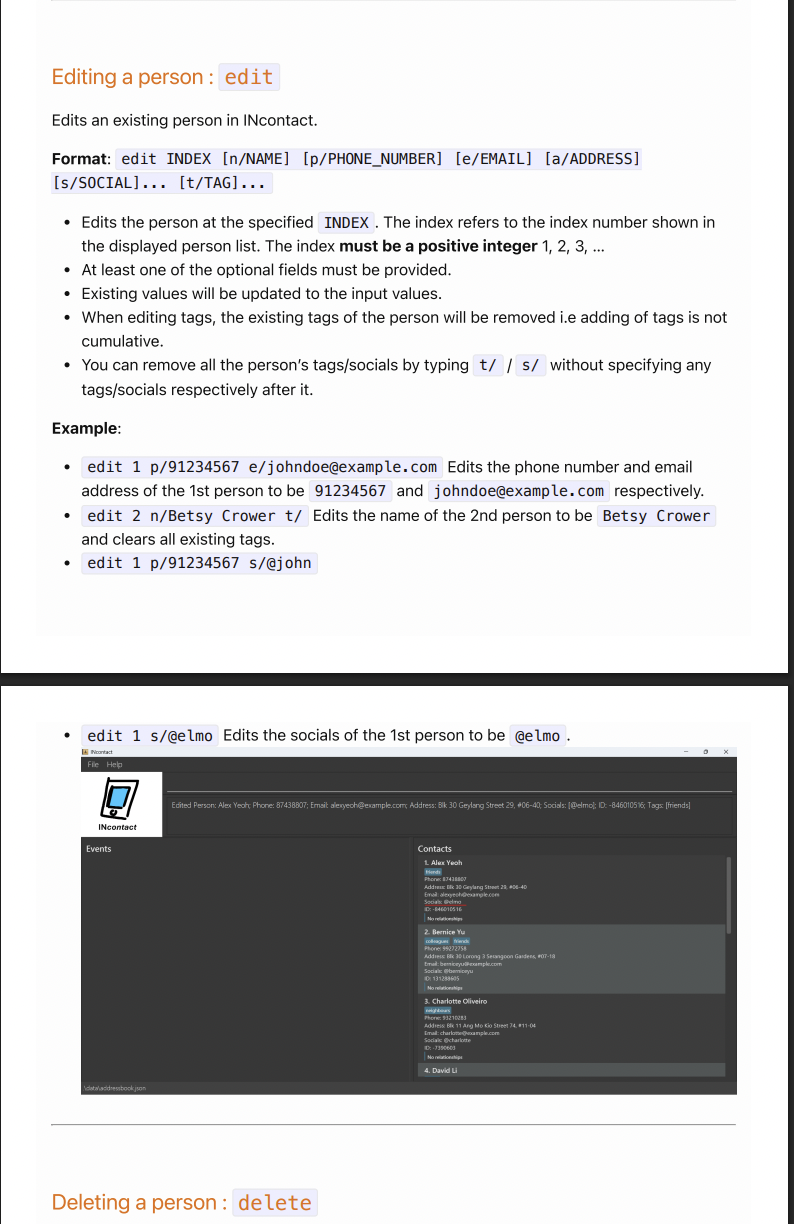 Editing a person : edit
Edits an existing person in INcontact.
Format: edit INDEX [n/NAME] [p/PHONE_NUMBER] [e/EMAIL] [a/ADDRESS]
[s/SOCIAL]... [t/TAG]...
• Edits the person at the specified INDEX. The index refers to the index number shown in
the displayed person list. The index must be a positive integer 1, 2, 3, …
• At least one of the optional fields must be provided.
• Existing values will be updated to the input values.
• When editing tags, the existing tags of the person will be removed i.e adding of tags is not
cumulative.
• You can remove all the person’s tags/socials by typing t/ / s/ without specifying any
tags/socials respectively after it.
Example:
• edit 1 p/91234567 e/johndoe@example.com Edits the phone number and email
address of the 1st person to be 91234567 and johndoe@example.com respectively.
• edit 2 n/Betsy Crower t/ Edits the name of the 2nd person to be Betsy Crower
and clears all existing tags.
• edit 1 p/91234567 s/@john
• edit 1 s/@elmo Edits the socials of the 1st person to be @elmo.
INcontact
File Help
INcontact
Edited Person: Alex Yeoh; Phone: 87438807; Email: alexyeoh@example.com; Address: Blk 30 Geylang Street 29, #06-40; Socials: [@elmo]; ID: -846010516; Tags: [friends]
Events
Contacts
1. Alex Yeoh
friends
Phone: 87438807
Address: Blk 30 Geylang Street 29, #06-40
Email: alexyeoh@example.com
Socials: @elmo
ID: -846010516
No relationships
2. Bernice Yu
colleagues friends
Phone: 99272758
Address: Blk 30 Lorong 3 Serangoon Gardens, #07-18
Email: berniceyu@example.com
Socials: @berniceyu
ID: 131288605
No relationships
3. Charlotte Oliveiro
neighbours
Phone: 93210283
Address: Blk 11 Ang Mo Kio Street 74, #11-04
Email: charlotte@example.com
Socials: @charlotte
ID: -7390603
No relationships
4. David Li
\data\addressbook.json
Deleting a person : delete